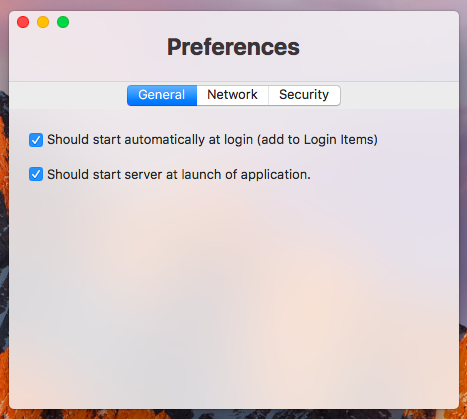 Preferences
General Network Security
Should start automatically at login (add to Login Items)
Should start server at launch of application.